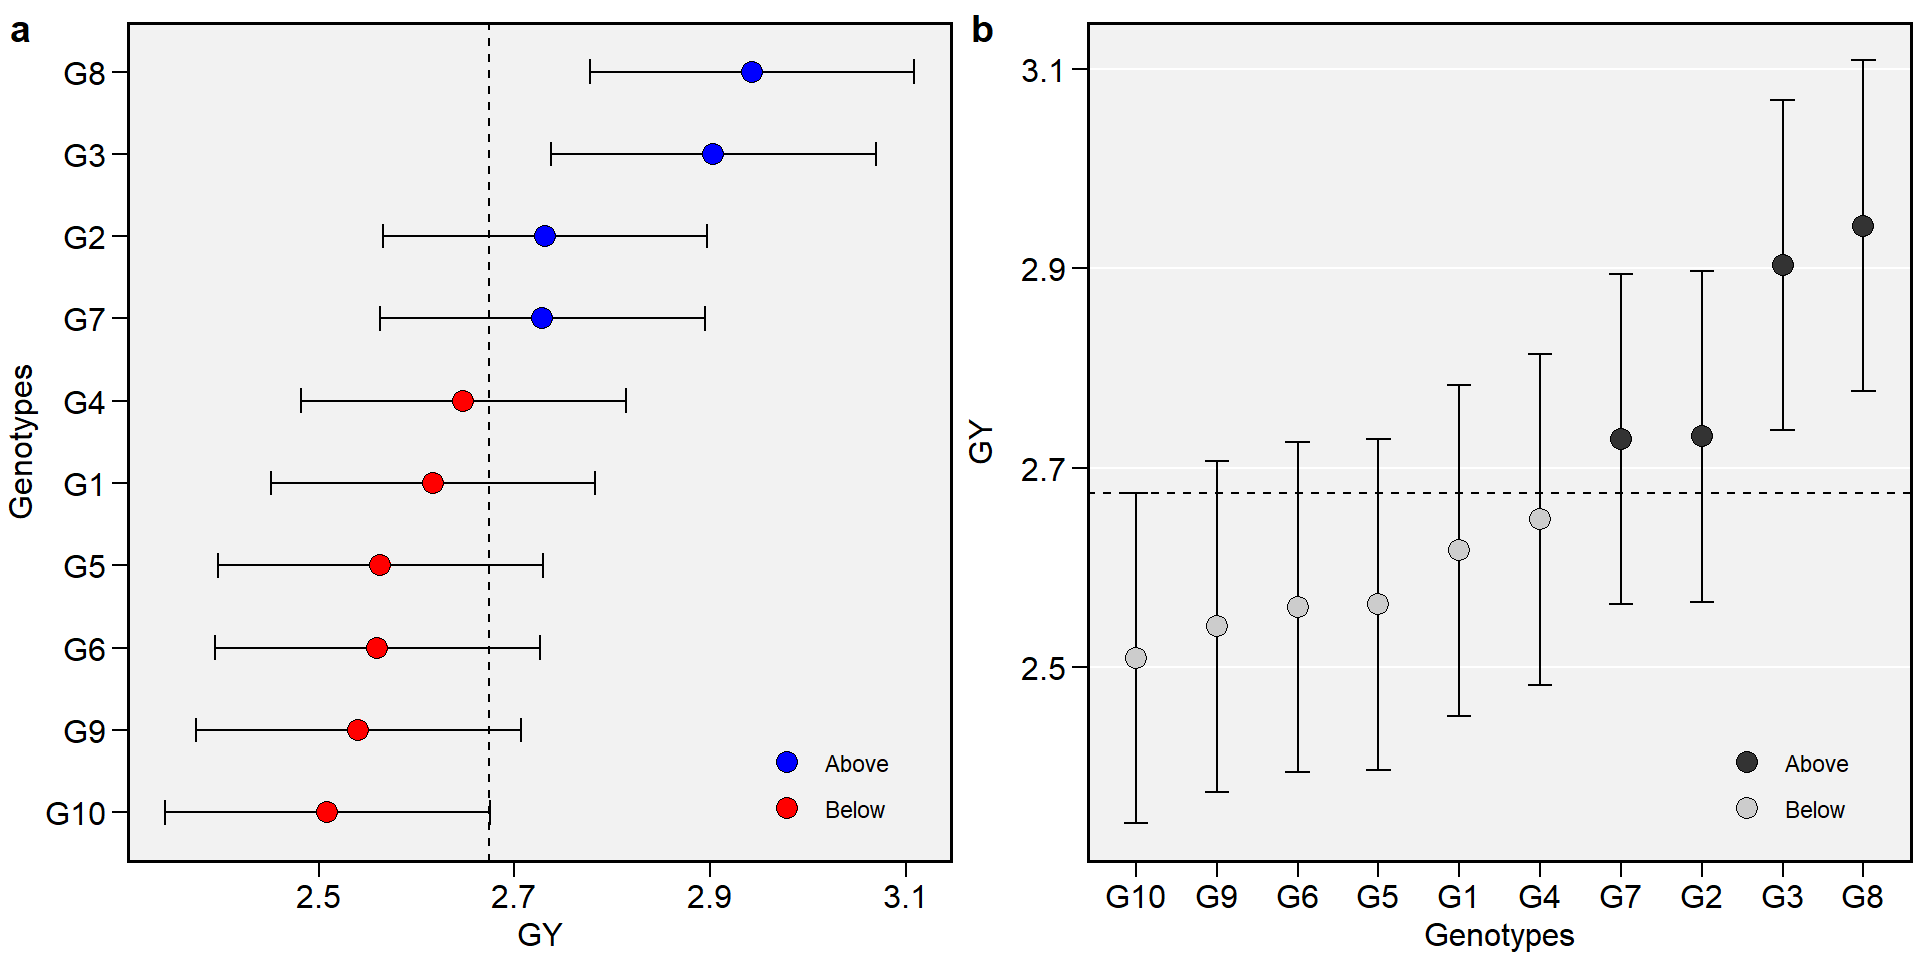 a
G8
G3
G2
G7
G4
G1
G5
G6
G9
G10
Genotypes
2.5 2.7 2.9 3.1
GY
Above
Below
b
3.1
2.9
2.7
2.5
GY
G10 G9 G6 G5 G1 G4 G7 G2 G3 G8
Genotypes
Above
Below